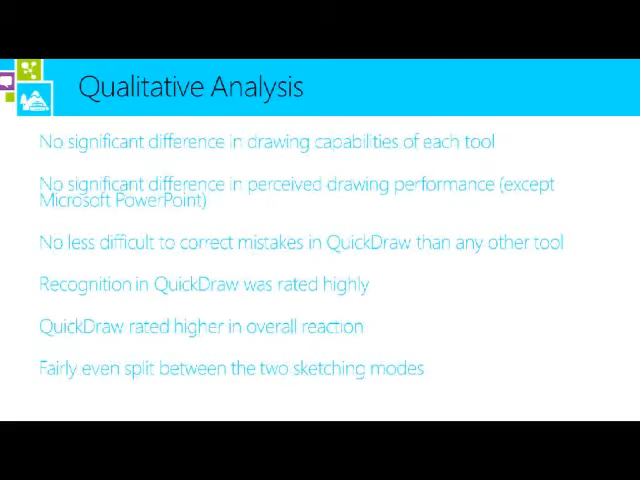 Qualitative Analysis
No significant difference in drawing capabilities of each tool
No significant difference in perceived drawing performance (except
Microsoft PowerPoint)
No less difficult to correct mistakes in QuickDraw than any other tool
Recognition in QuickDraw was rated highly
QuickDraw rated higher in overall reaction
Fairly even split between the two sketching modes